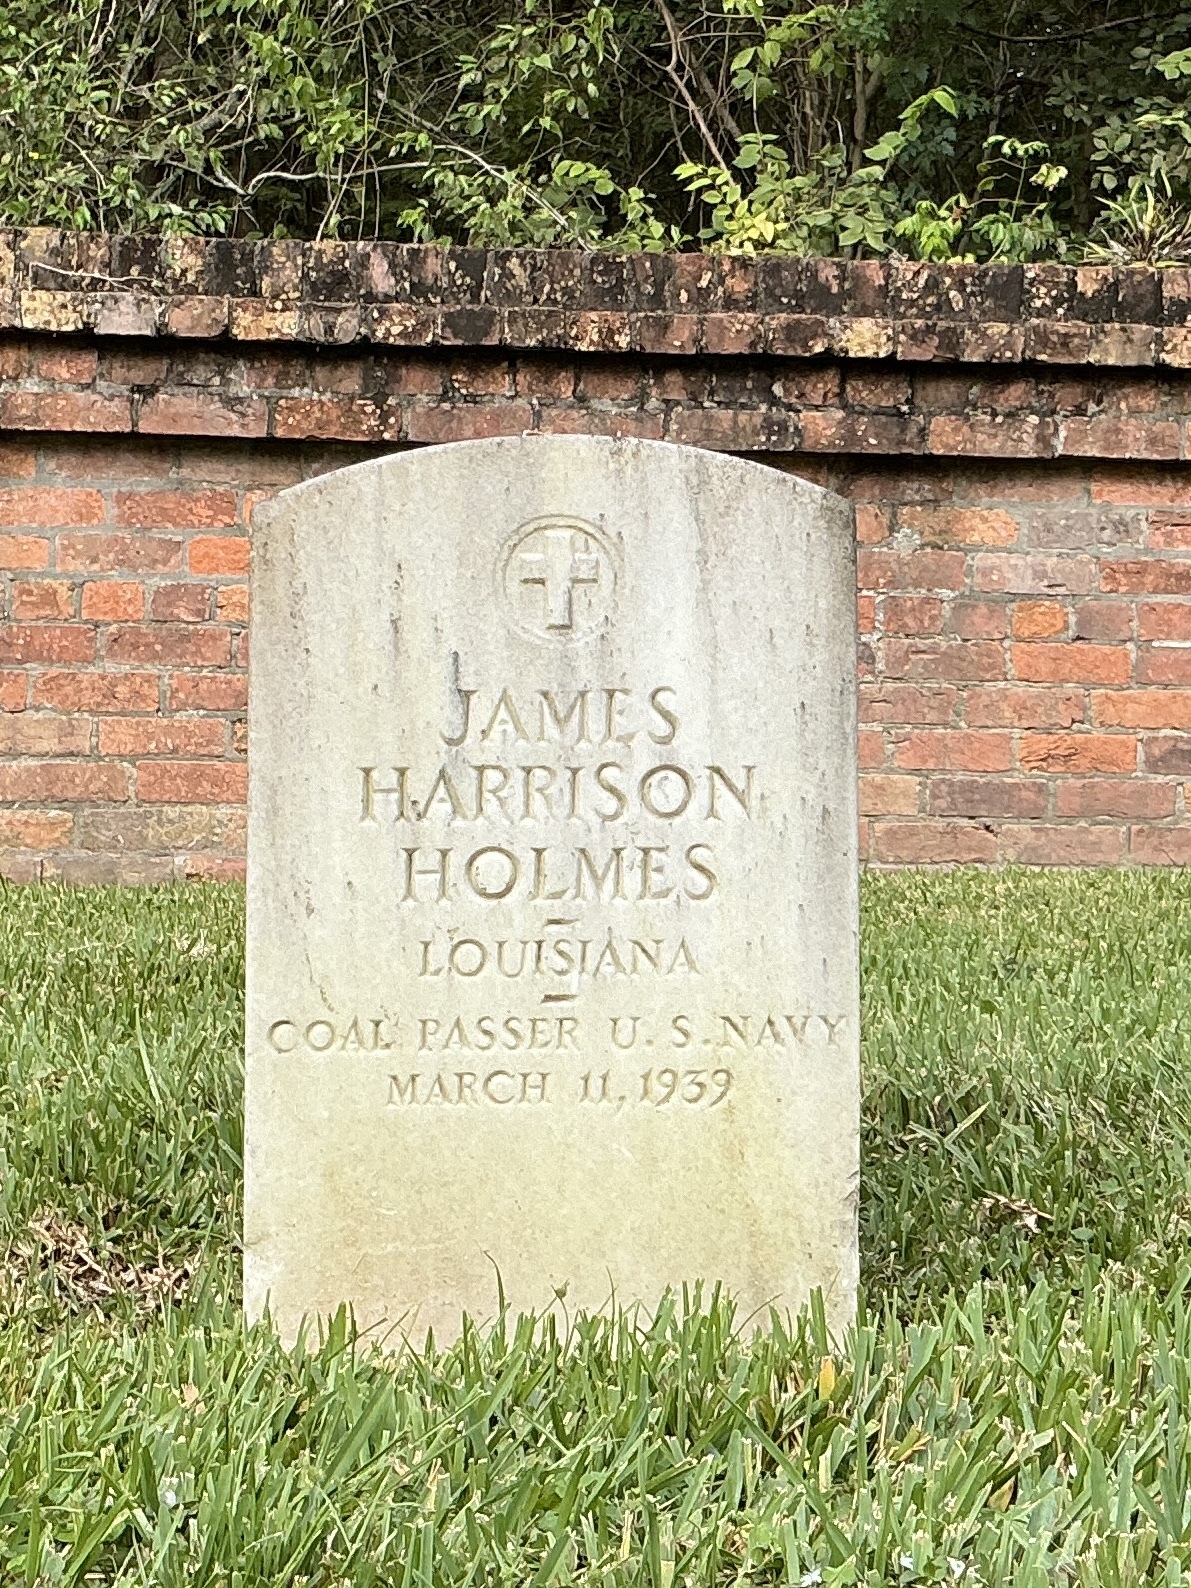 JAMES
HARRISON
HOLMES
LOUISIANA
COAL PASSER U. S. NAVY
MARCH 11, 1939